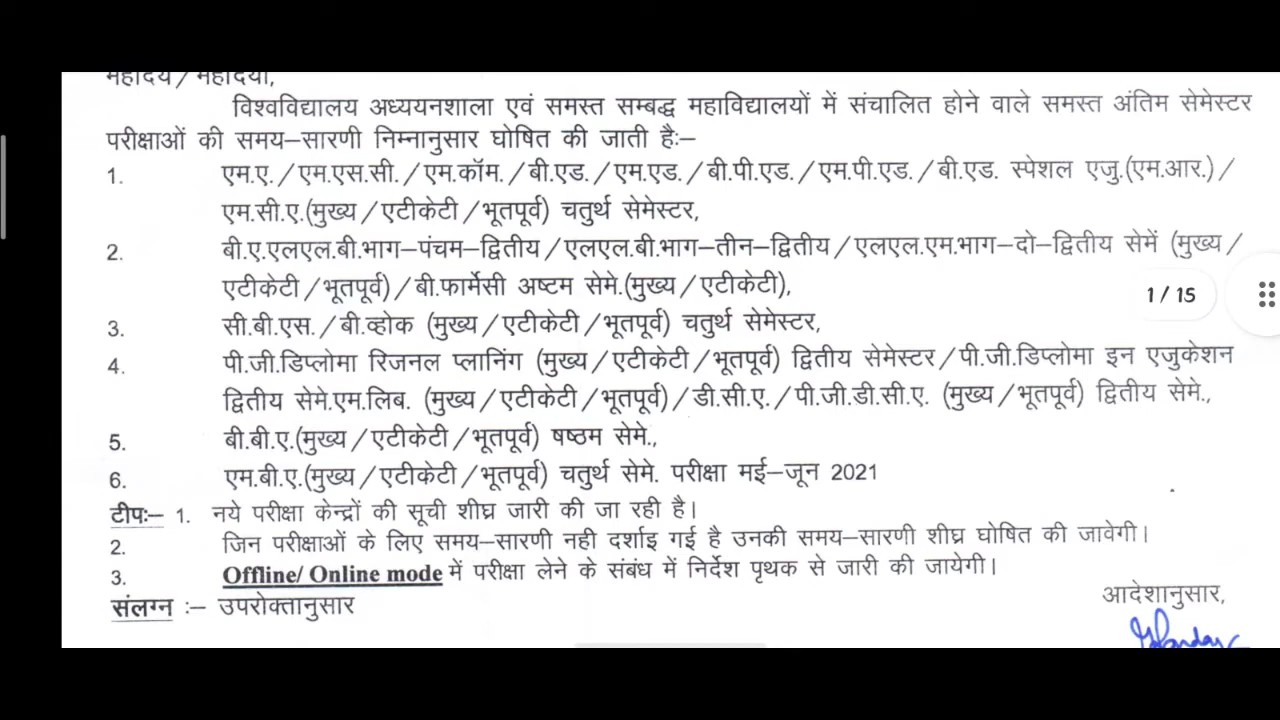 महोदय/महोदया,
विश्वविद्यालय अध्ययनशाला एवं समस्त सम्बद्ध महाविद्यालयों में संचालित होने वाले समस्त अंतिम सेमेस्टर
परीक्षाओं की समय–सारणी निम्नानुसार घोषित की जाती हैः–
1. एम.ए./एम.एस.सी./एम.कॉम./बी.एड./एम.एड./बी.पी.एड./एम.पी.एड./बी.एड. स्पेशल एजु.(एम.आर.)/
एम.सी.ए.(मुख्य/एटीकेटी/भूतपूर्व) चतुर्थ सेमेस्टर,
2. बी.ए.एलएल.बी.भाग–पंचम–द्वितीय/एलएल.बी.भाग–तीन–द्वितीय/एलएल.एम.भाग–दो–द्वितीय सेमें (मुख्य/
एटीकेटी/भूतपूर्व)/बी.फार्मेसी अष्टम सेमे.(मुख्य/एटीकेटी),
1 / 15
3. सी.बी.एस./बी.व्होक (मुख्य/एटीकेटी/भूतपूर्व) चतुर्थ सेमेस्टर,
4. पी.जी.डिप्लोमा रिजनल प्लानिंग (मुख्य/एटीकेटी/भूतपूर्व) द्वितीय सेमेस्टर/पी.जी.डिप्लोमा इन एजुकेशन
द्वितीय सेमे.एम.लिब. (मुख्य/एटीकेटी/भूतपूर्व)/डी.सी.ए./पी.जी.डी.सी.ए. (मुख्य/भूतपूर्व) द्वितीय सेमे.,
5. बी.बी.ए.(मुख्य/एटीकेटी/भूतपूर्व) षष्ठम सेमे.,
6. एम.बी.ए.(मुख्य/एटीकेटी/भूतपूर्व) चतुर्थ सेमे. परीक्षा मई–जून 2021
टीपः– 1. नये परीक्षा केन्द्रों की सूची शीघ्र जारी की जा रही है।
2. जिन परीक्षाओं के लिए समय–सारणी नही दर्शाइ गई है उनकी समय–सारणी शीघ्र घोषित की जावेगी।
3. Offline/ Online mode में परीक्षा लेने के संबंध में निर्देश पृथक से जारी की जायेगी।
संलग्न :– उपरोक्तानुसार
आदेशानुसार,